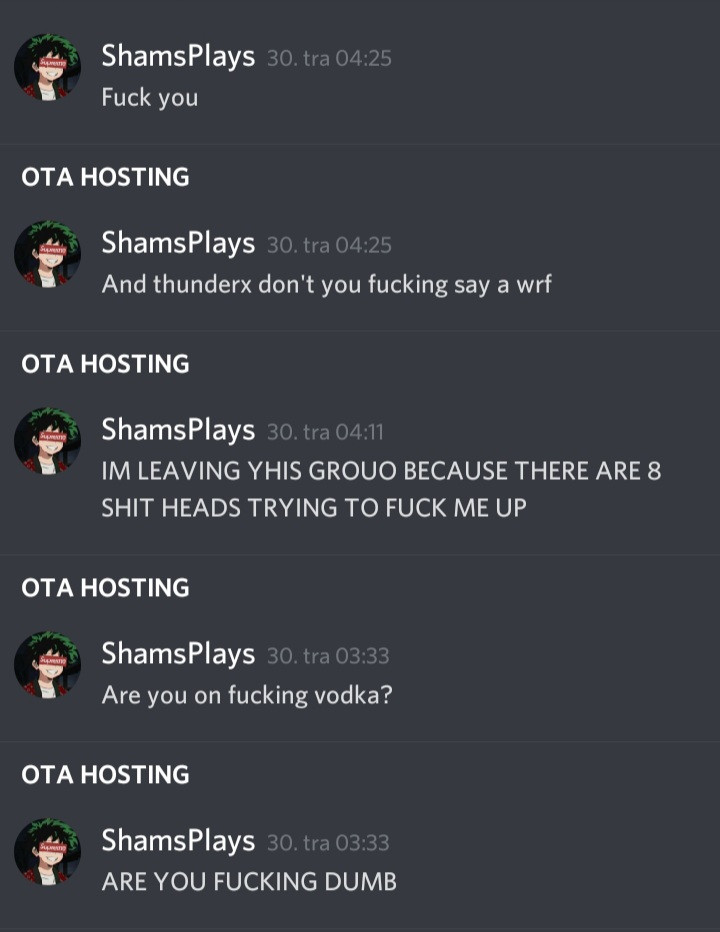 ShamsPlays 30. tra 04:25
Fuck you
OTA HOSTING
ShamsPlays 30. tra 04:25
And thunderx don't you fucking say a wrf
OTA HOSTING
ShamsPlays 30. tra 04:11
IM LEAVING YHIS GROUO BECAUSE THERE ARE 8
SHIT HEADS TRYING TO FUCK ME UP
OTA HOSTING
ShamsPlays 30. tra 03:33
Are you on fucking vodka?
OTA HOSTING
ShamsPlays 30. tra 03:33
ARE YOU FUCKING DUMB